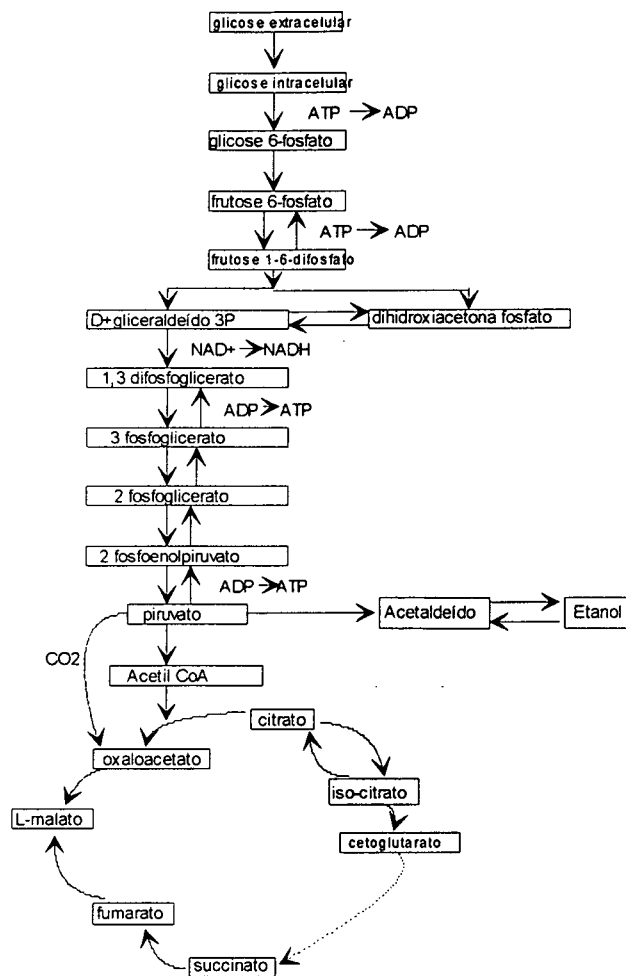 glicose extracelular
glicose intracelular
ATP → ADP
glicose 6-fosfato
frutose 6-fosfato
ATP → ADP
frutose 1-6-difosfato
D+gliceraldeído 3P
dihidroxiacetona fosfato
NAD+ → NADH
1,3 difosfoglicerato
ADP → ATP
3 fosfoglicerato
2 fosfoglicerato
2 fosfoenolpiruvato
ADP → ATP
piruvato
Acetaldeído
Etanol
CO2
Acetil CoA
citrato
oxaloacetato
iso-citrato
L-malato
cetoglutarato
fumarato
succinato